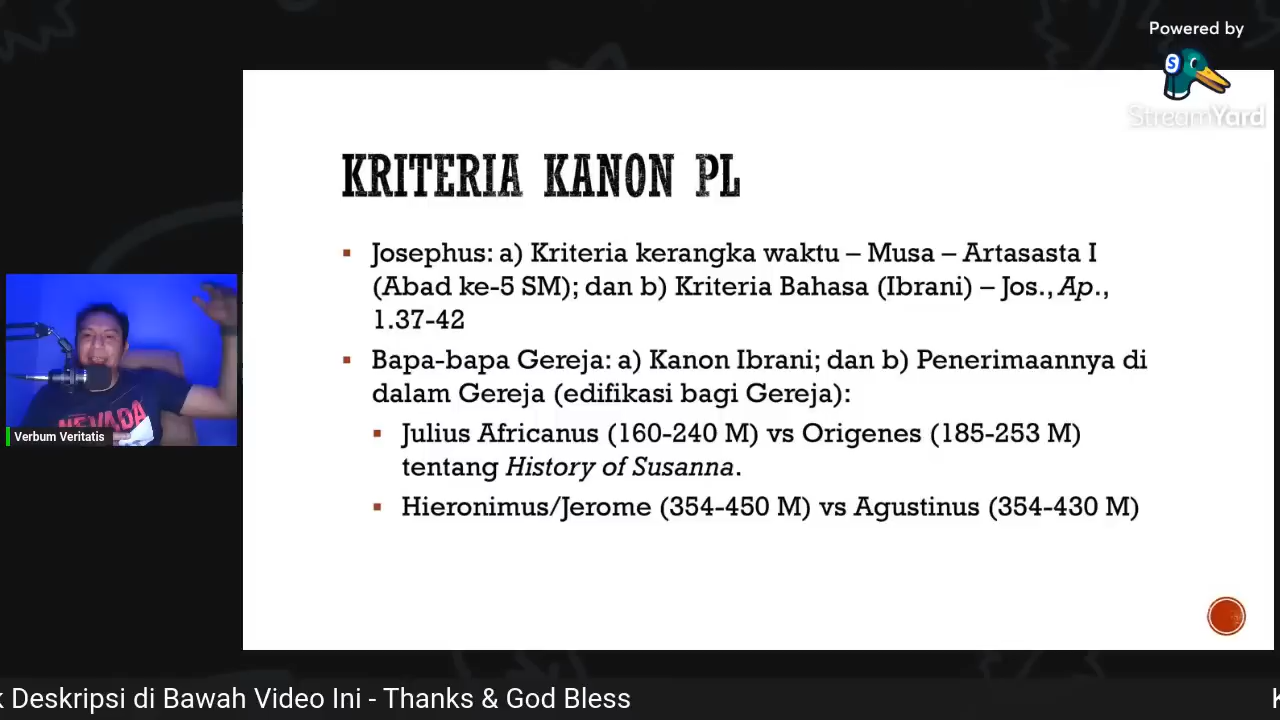 Powered by
StreamYard
KRITERIA KANON PL
▪ Josephus: a) Kriteria kerangka waktu – Musa – Artasasta I
(Abad ke-5 SM); dan b) Kriteria Bahasa (Ibrani) – Jos., Ap.,
1.37-42
▪ Bapa-bapa Gereja: a) Kanon Ibrani; dan b) Penerimaannya di
dalam Gereja (edifikasi bagi Gereja):
▪ Julius Africanus (160-240 M) vs Origenes (185-253 M)
tentang History of Susanna.
▪ Hieronimus/Jerome (354-450 M) vs Agustinus (354-430 M)
NEVADA
Verbum Veritatis
k Deskripsi di Bawah Video Ini - Thanks & God Bless